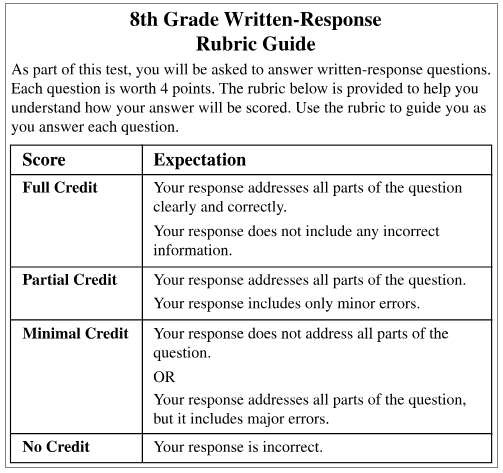 8th Grade Written-Response
Rubric Guide
As part of this test, you will be asked to answer written-response questions.
Each question is worth 4 points. The rubric below is provided to help you
understand how your answer will be scored. Use the rubric to guide you as
you answer each question.
Score Expectation
Full Credit Your response addresses all parts of the question
clearly and correctly.
Your response does not include any incorrect
information.
Partial Credit Your response addresses all parts of the question.
Your response includes only minor errors.
Minimal Credit Your response does not address all parts of the
question.
OR
Your response addresses all parts of the question,
but it includes major errors.
No Credit Your response is incorrect.